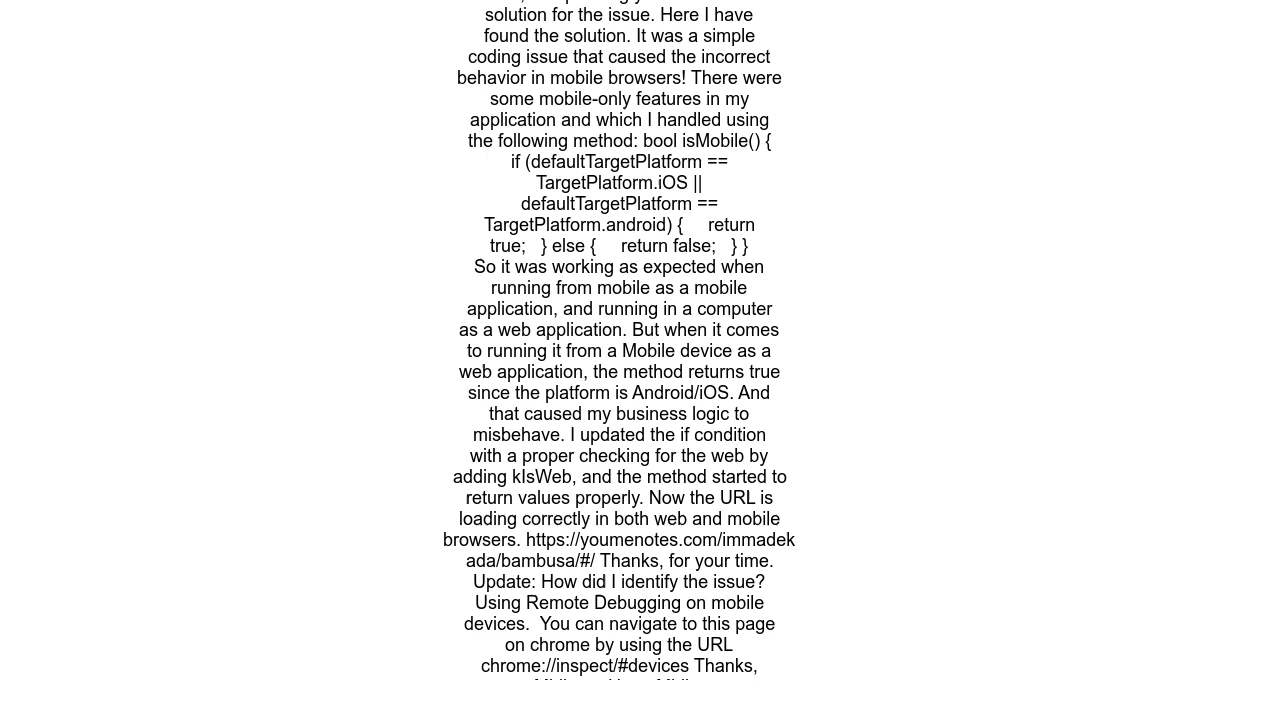 solution for the issue. Here I have
found the solution. It was a simple
coding issue that caused the incorrect
behavior in mobile browsers! There were
some mobile-only features in my
application and which I handled using
the following method: bool isMobile() {
if (defaultTargetPlatform ==
TargetPlatform.iOS ||
defaultTargetPlatform ==
TargetPlatform.android) {     return
true;   } else {     return false;   } }
So it was working as expected when
running from mobile as a mobile
application, and running in a computer
as a web application. But when it comes
to running it from a Mobile device as a
web application, the method returns true
since the platform is Android/iOS. And
that caused my business logic to
misbehave. I updated the if condition
with a proper checking for the web by
adding kIsWeb, and the method started to
return values properly. Now the URL is
loading correctly in both web and mobile
browsers. https://youmenotes.com/immadek
ada/bambusa/#/ Thanks, for your time.
Update: How did I identify the issue?
Using Remote Debugging on mobile
devices.  You can navigate to this page
on chrome by using the URL
chrome://inspect/#devices Thanks,